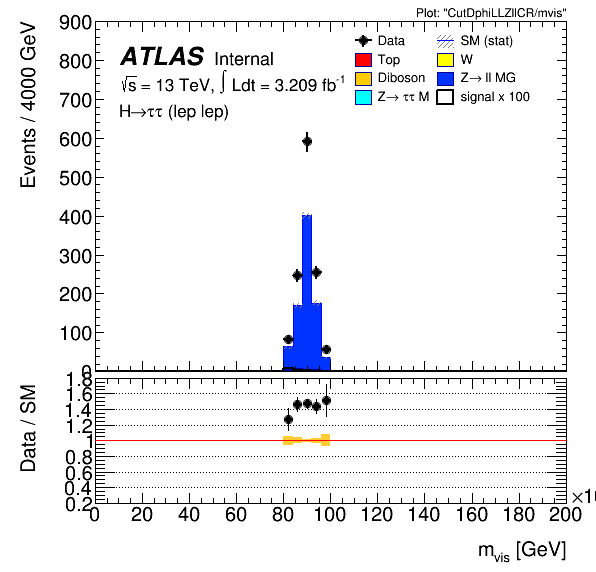 Plot: "CutDphiLLZllCR/mvis"
Events / 4000 GeV
900
800
700
600
500
400
300
200
100
0
ATLAS Internal
√s = 13 TeV, ∫ Ldt = 3.209 fb⁻¹
H→ττ (lep lep)
Data
SM (stat)
Top
W
Diboson
Z→ ll MG
Z→ ττ M
signal x 100
Data / SM
1.8
1.6
1.4
1.2
1
0.8
0.6
0.4
0.2
0 20 40 60 80 100 120 140 160 180 200
m_vis [GeV]